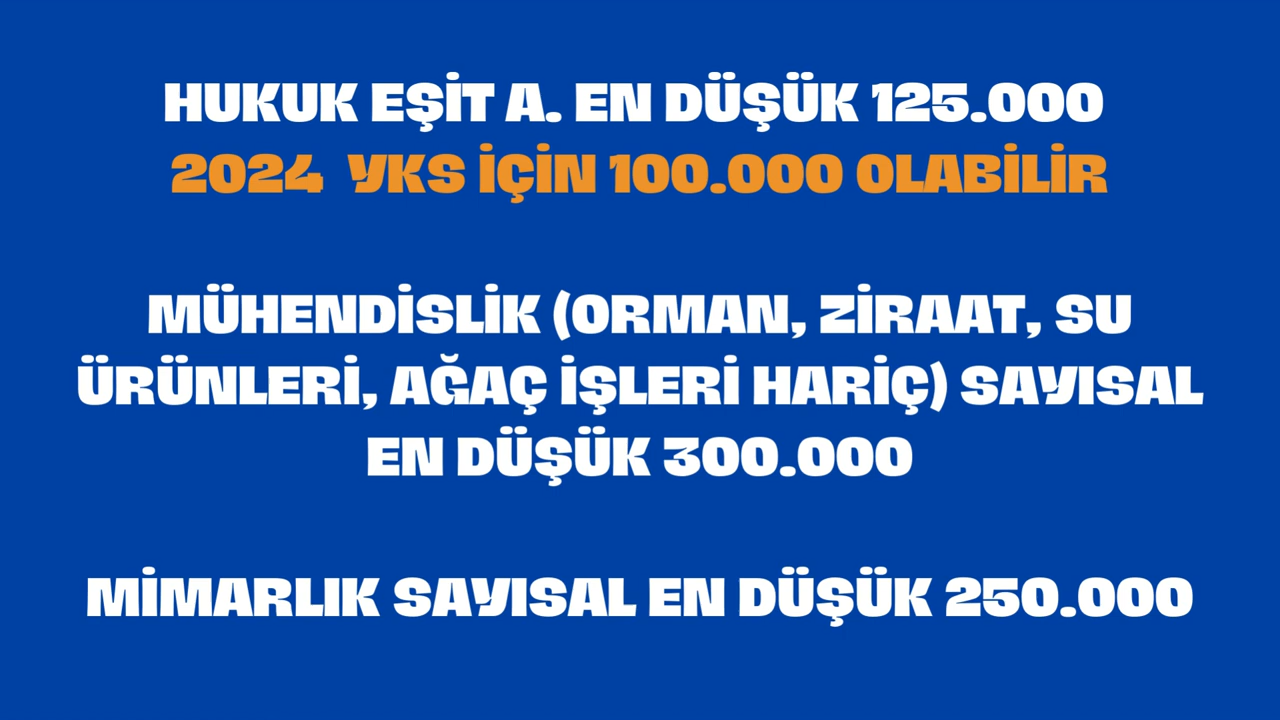 HUKUK EŞİT A. EN DÜŞÜK 125.000
2024 YKS İÇİN 100.000 OLABİLİR
MÜHENDİSLİK (ORMAN, ZİRAAT, SU
ÜRÜNLERİ, AĞAÇ İŞLERİ HARİÇ) SAYISAL
EN DÜŞÜK 300.000
MİMARLIK SAYISAL EN DÜŞÜK 250.000